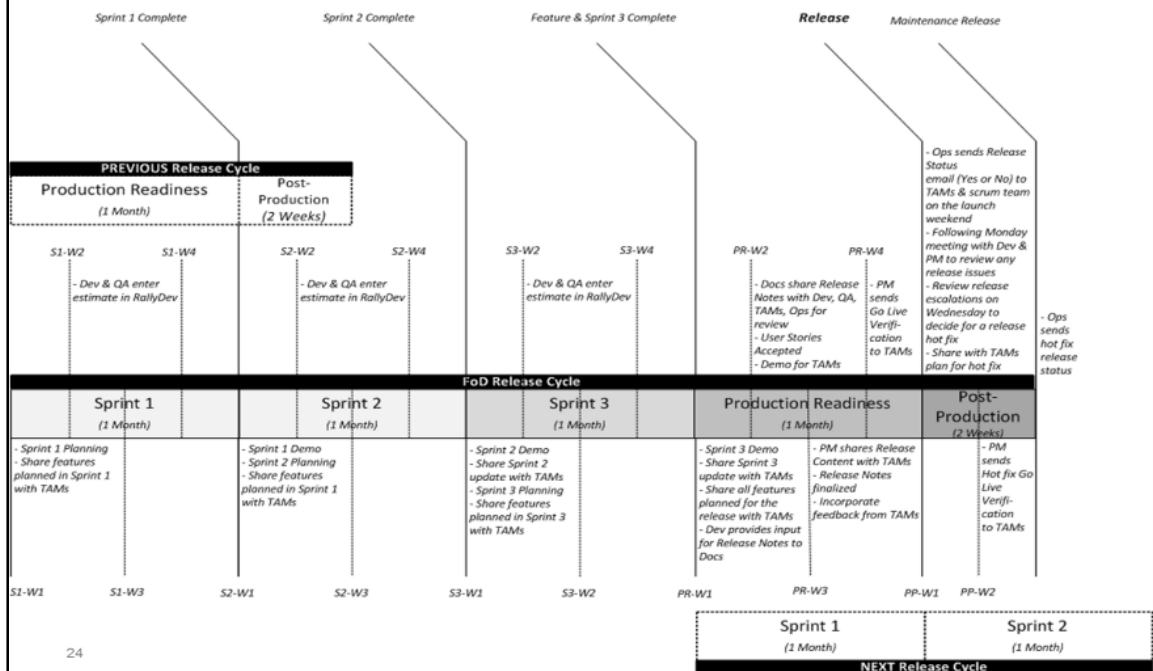 Sprint 1 Complete
Sprint 2 Complete
Feature & Sprint 3 Complete
Release
Maintenance Release
PREVIOUS Release Cycle
Production Readiness
(1 Month)
Post-
Production
(2 Weeks)
S1-W2
S1-W4
S2-W2
S2-W4
S3-W2
S3-W4
PR-W2
PR-W4
- Dev & QA enter
estimate in RallyDev
- Dev & QA enter
estimate in RallyDev
- Dev & QA enter
estimate in RallyDev
- Docs share Release
Notes with Dev, QA,
TAMs, Ops for
review
- User Stories
Accepted
- Demo for TAMs
- PM
sends
Go Live
Verifi-
cation
to TAMs
- Ops sends Release
Status
email (Yes or No) to
TAMs & scrum team
on the launch
weekend
- Following Monday
meeting with Dev &
PM to review any
release issues
- Review release
escalations on
Wednesday to
decide for a release
hot fix
- Share with TAMs
plan for hot fix
- Ops
sends
hot fix
release
status
FoD Release Cycle
Sprint 1
(1 Month)
Sprint 2
(1 Month)
Sprint 3
(1 Month)
Production Readiness
(1 Month)
Post-
Production
(2 Weeks)
- Sprint 1 Planning
- Share features
planned in Sprint 1
with TAMs
- Sprint 1 Demo
- Sprint 2 Planning
- Share features
planned in Sprint 1
with TAMs
- Sprint 2 Demo
- Share Sprint 2
update with TAMs
- Sprint 3 Planning
- Share features
planned in Sprint 3
with TAMs
- Sprint 3 Demo
- Share Sprint 3
update with TAMs
- Share all features
planned for the
release with TAMs
- Dev provides input
for Release Notes to
Docs
- PM shares Release
Content with TAMs
- Release Notes
finalized
- Incorporate
feedback from TAMs
- PM
sends
Hot fix Go
Live
Verifi-
cation
to TAMs
S1-W1
S1-W3
S2-W1
S2-W3
S3-W1
S3-W2
PR-W1
PR-W3
PP-W1
PP-W2
Sprint 1
(1 Month)
Sprint 2
(1 Month)
NEXT Release Cycle
24